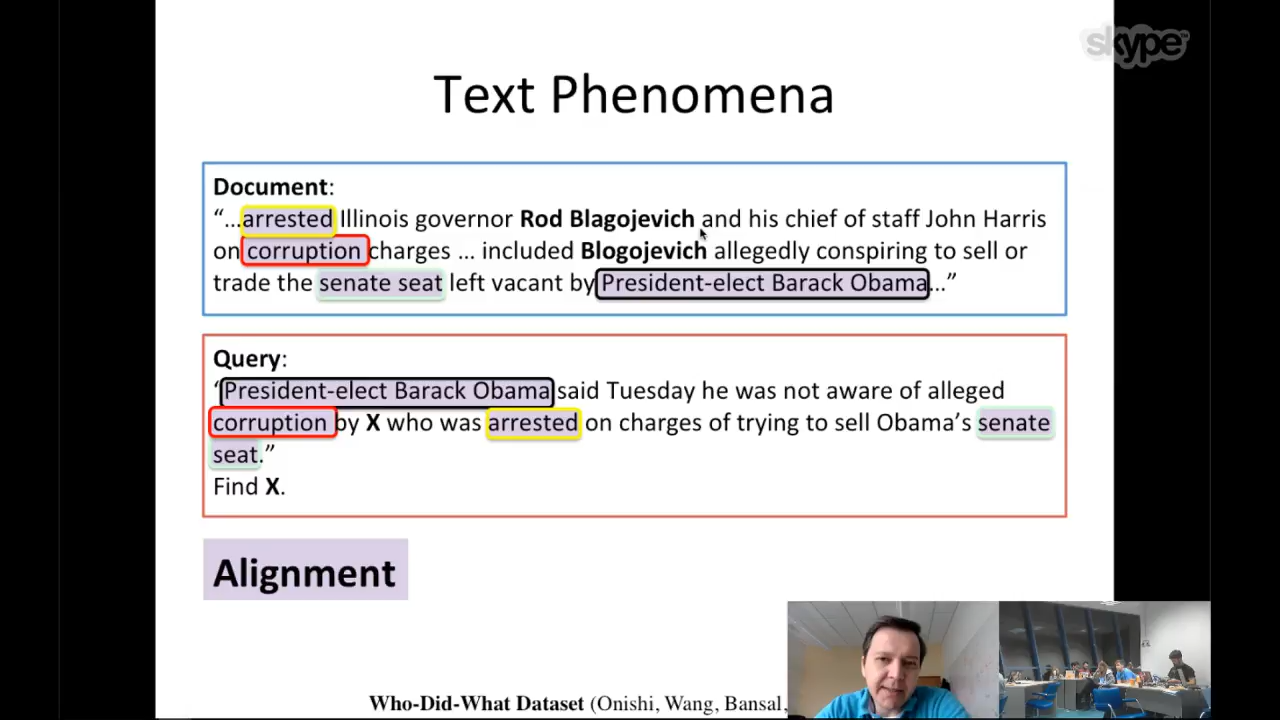 skype™
Text Phenomena
Document:
“…arrested Illinois governor Rod Blagojevich and his chief of staff John Harris
on corruption charges … included Blogojevich allegedly conspiring to sell or
trade the senate seat left vacant by President-elect Barack Obama…”
Query:
“President-elect Barack Obama said Tuesday he was not aware of alleged
corruption by X who was arrested on charges of trying to sell Obama’s senate
seat.”
Find X.
Alignment
Who-Did-What Dataset (Onishi, Wang, Bansal,